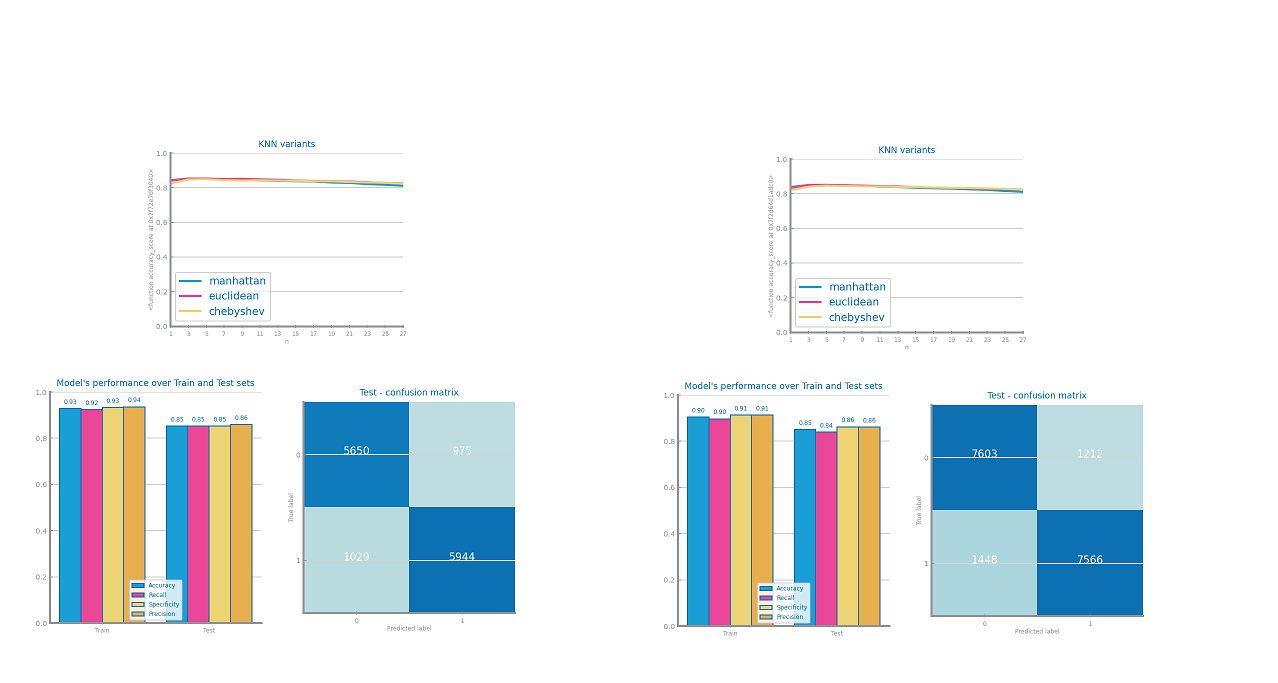 KNN variants
1.0
0.8
0.6
0.4
0.2
0.0
<function accuracy_score at 0x7f72e7df3040>
manhattan
euclidean
chebyshev
1 3 5 7 9 11 13 15 17 19 21 23 25 27
n
KNN variants
1.0
0.8
0.6
0.4
0.2
0.0
manhattan
euclidean
chebyshev
1 3 5 7 9 11 13 15 17 19 21 23 25 27
n
Model's performance over Train and Test sets
1.0
0.8
0.6
0.4
0.2
0.0
0.93 0.92 0.93 0.94
0.85 0.85 0.85 0.86
Accuracy
Recall
Specificity
Precision
Train Test
Test - confusion matrix
True label
0
1
5650 975
1029 5944
0 1
Predicted label
Model's performance over Train and Test sets
1.0
0.8
0.6
0.4
0.2
0.0
0.90 0.90 0.91 0.91
0.85 0.84 0.86 0.86
Accuracy
Recall
Specificity
Precision
Train Test
Test - confusion matrix
True label
0
1
7603 1212
1448 7566
0 1
Predicted label